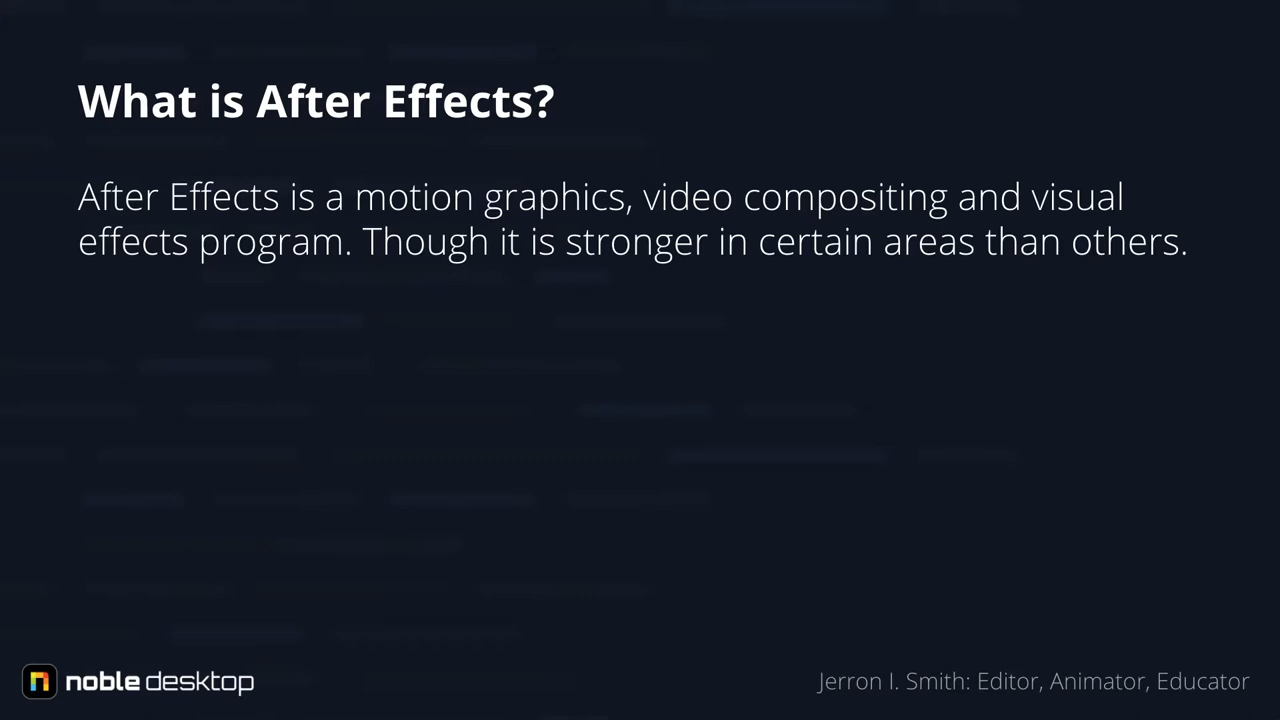 What is After Effects?
After Effects is a motion graphics, video compositing and visual
effects program. Though it is stronger in certain areas than others.
noble desktop
Jerron I. Smith: Editor, Animator, Educator